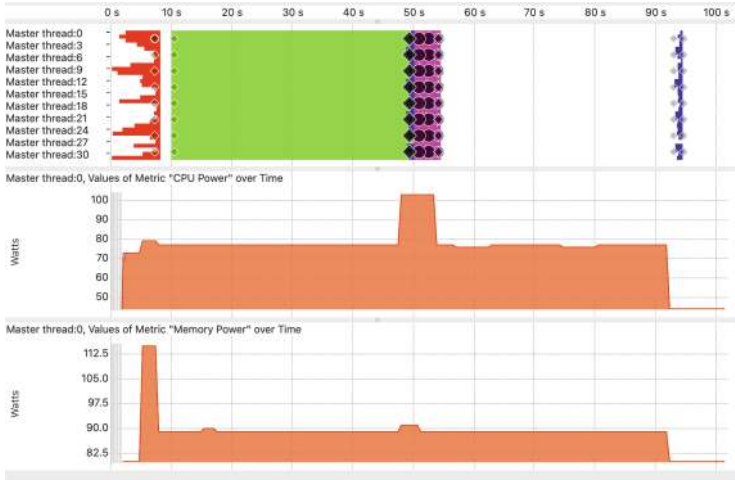 0 s 10 s 20 s 30 s 40 s 50 s 60 s 70 s 80 s 90 s 100 s
Master thread:0
Master thread:3
Master thread:6
Master thread:9
Master thread:12
Master thread:15
Master thread:18
Master thread:21
Master thread:24
Master thread:27
Master thread:30
Master thread:0, Values of Metric "CPU Power" over Time
100
90
80
70
60
50
Watts
Master thread:0, Values of Metric "Memory Power" over Time
112.5
105.0
97.5
90.0
82.5
Watts